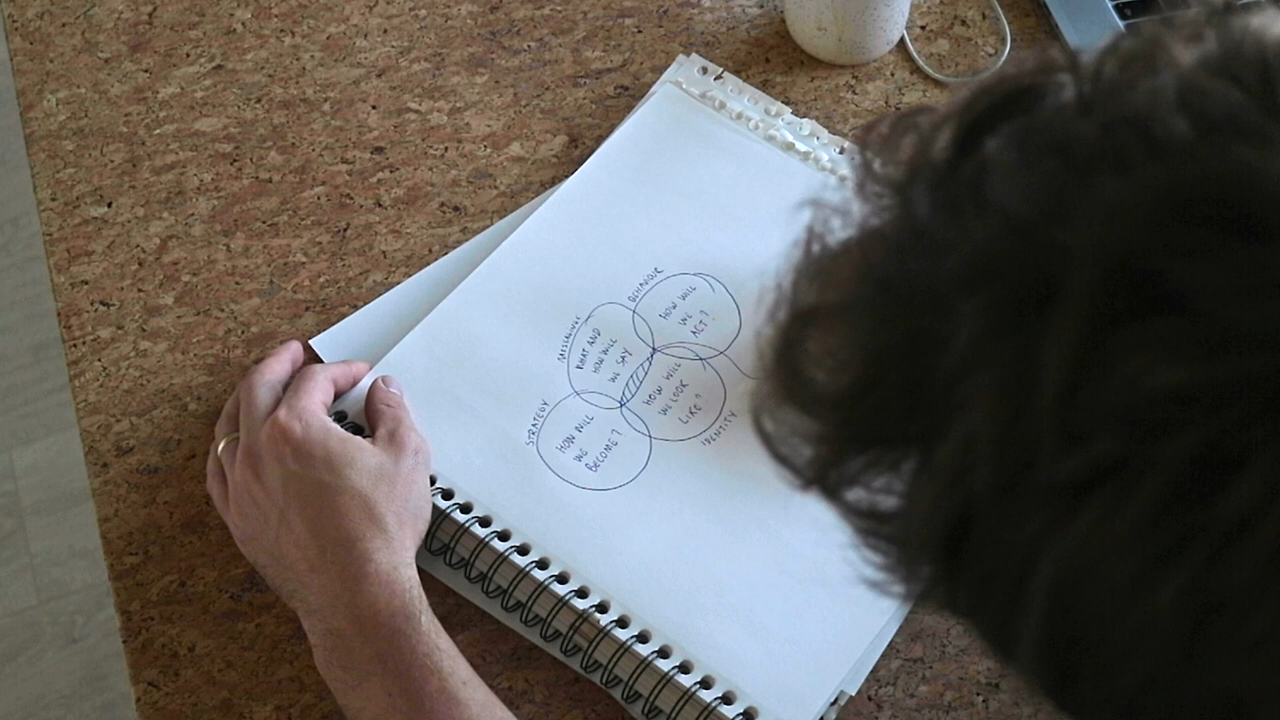 BEHAVIOUR
HOW WILL
WE
ACT?
MESSAGING
WHAT AND
HOW WILL
WE SAY
HOW WILL
WE LOOK
LIKE?
IDENTITY
STRATEGY
HOW WILL
WE
BECOME?